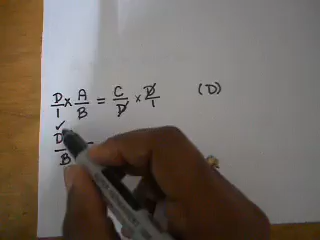 D/1 x A/B = C/D x D/1 (D)
D/B =